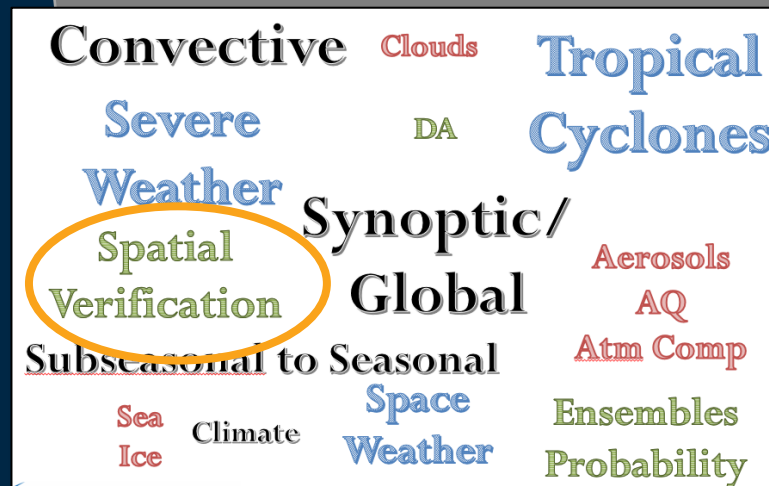 Convective Clouds Tropical
Severe DA Cyclones
Weather
Synoptic/
Spatial
Aerosols
Verification Global AQ
Subseasonal to Seasonal Atm Comp
Space
Sea Climate Ensembles
Ice Weather Probability